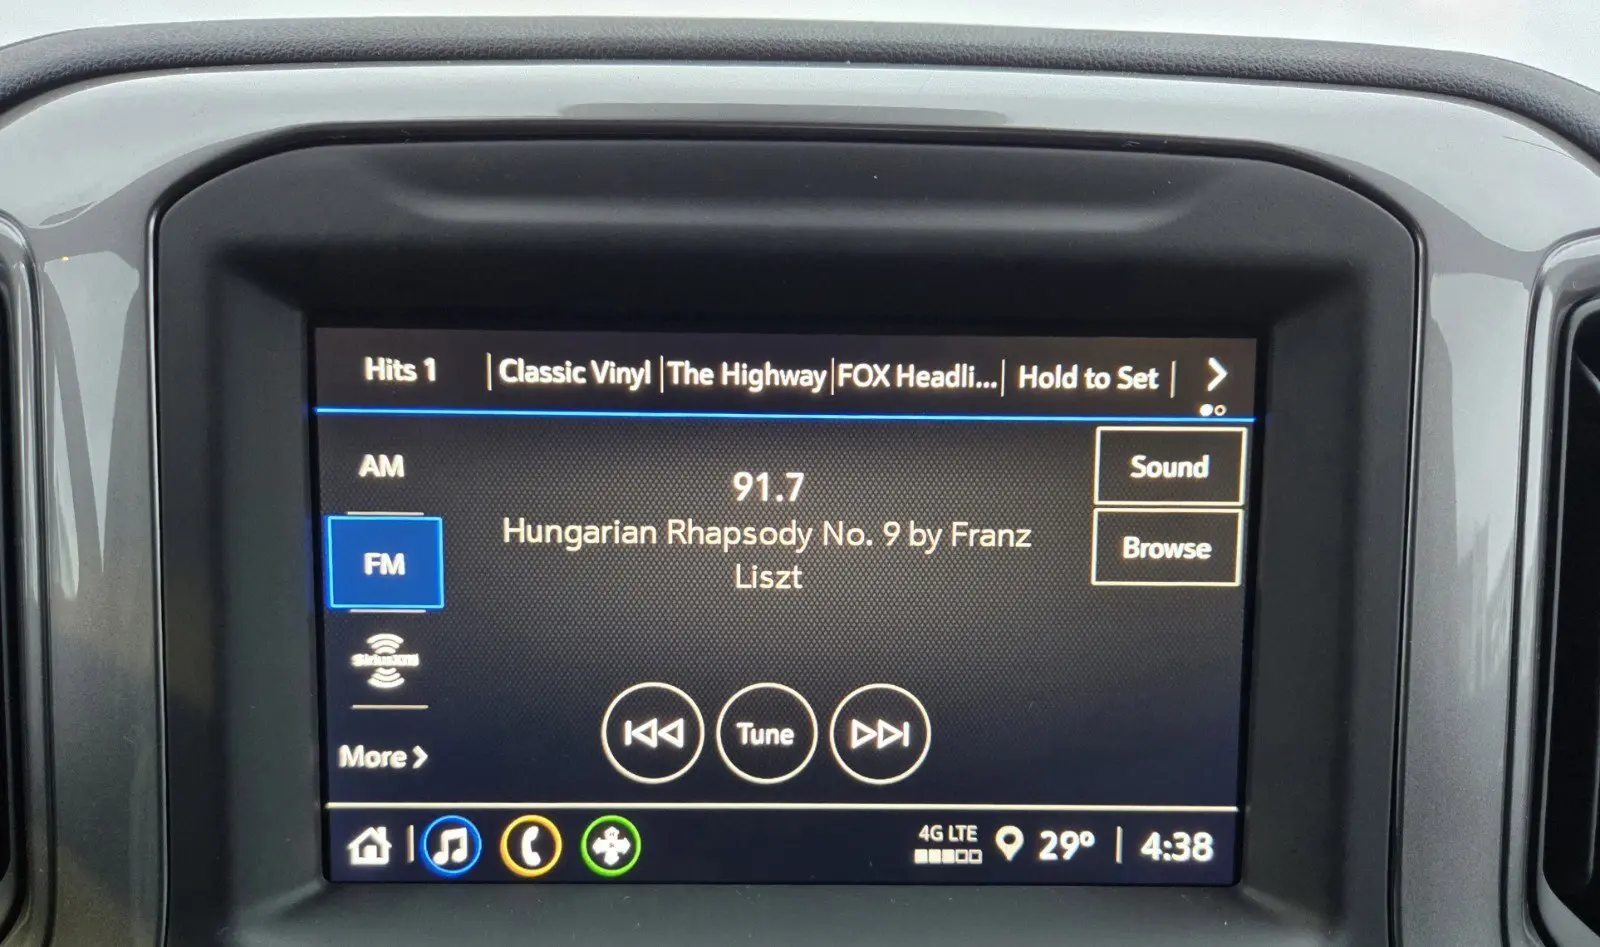 Hits 1 | Classic Vinyl | The Highway | FOX Headli... | Hold to Set |
AM
Sound
91.7
Hungarian Rhapsody No. 9 by Franz
Browse
FM
Liszt
SiriusXM
Tune
More
4G LTE
29° | 4:38